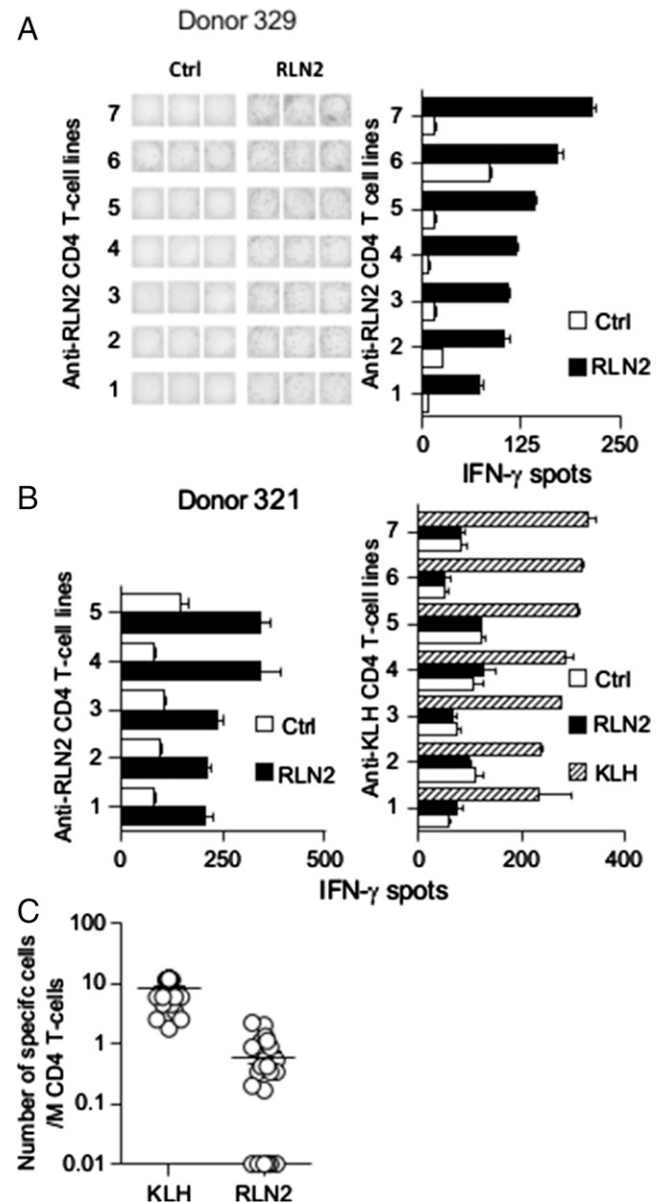 A
Donor 329
Ctrl RLN2
Anti-RLN2 CD4 T-cell lines
7
6
5
4
3
2
1
Anti-RLN2 CD4 T cell lines
7
6
5
4
3
2
1
Ctrl
RLN2
0 125 250
IFN-γ spots
B
Donor 321
Anti-RLN2 CD4 T-cell lines
5
4
3
2
1
Ctrl
RLN2
0 250 500
Anti-KLH CD4 T-cell lines
7
6
5
4
3
2
1
Ctrl
RLN2
KLH
0 200 400
IFN-γ spots
C
Number of specifc cells
/M CD4 T-cells
100
10
1
0.1
0.01
KLH RLN2